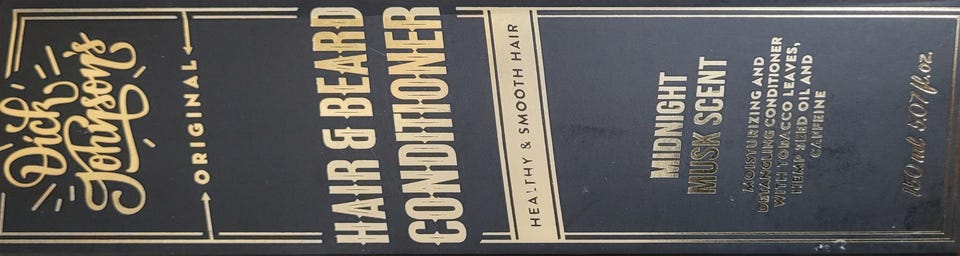 Dick
Johnson's
ORIGINAL
HAIR & BEARD
CONDITIONER
HEALTHY & SMOOTH HAIR
MIDNIGHT
MUSK SCENT
MOISTURIZING AND
DETANGLING CONDITIONER
WITH TOBACCO LEAVES,
HEMP SEED OIL AND
CAFFEINE
150 ml 5.07 fl.oz.